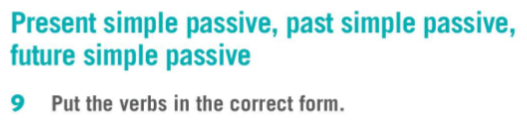 Present simple passive, past simple passive,
future simple passive
9 Put the verbs in the correct form.